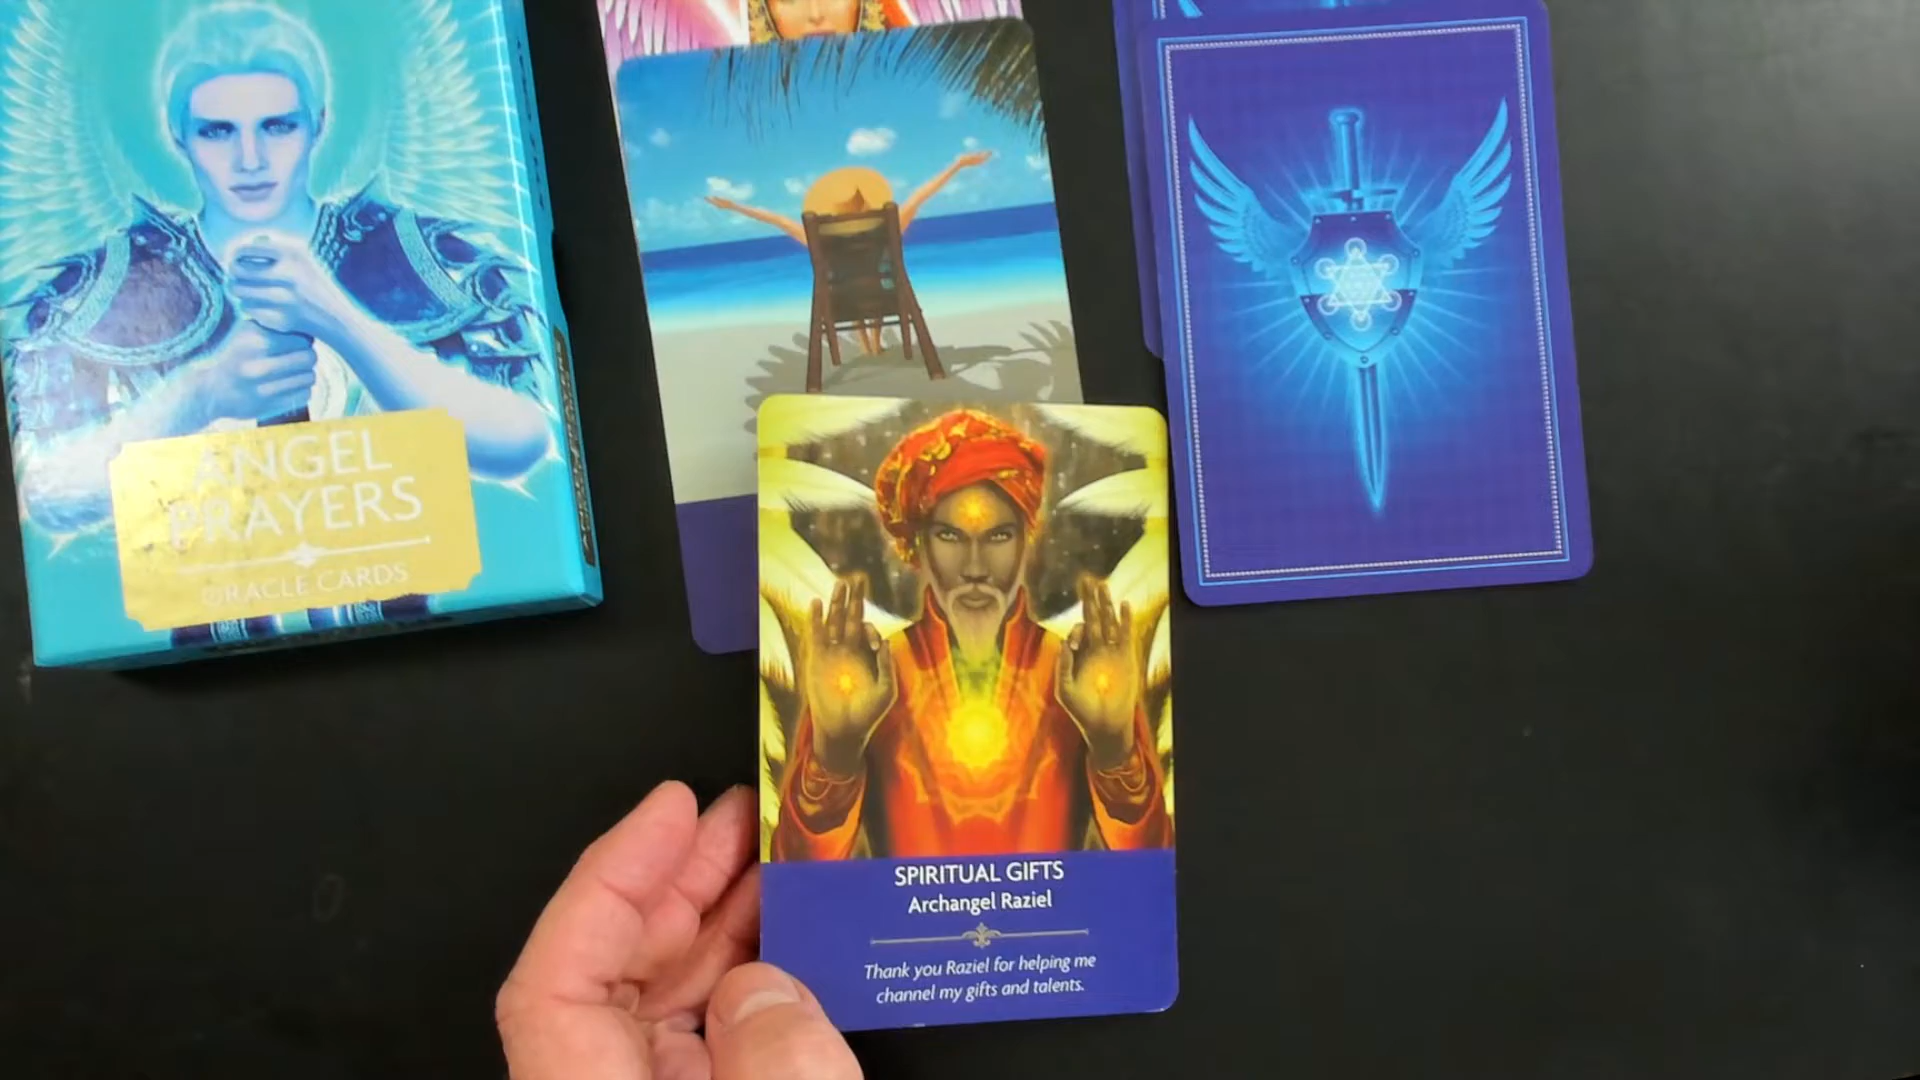 ANGEL
PRAYERS
ORACLE CARDS
SPIRITUAL GIFTS
Archangel Raziel
Thank you Raziel for helping me
channel my gifts and talents.